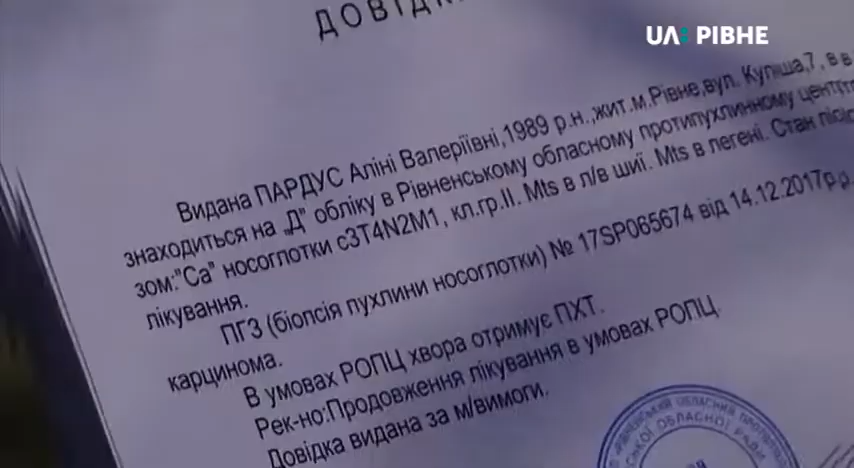 ДОВІДК
UA: РІВНЕ
Видана ПАРДУС Аліні Валеріївні,1989 р.н.,жит.м.Рівне,вул. Куліша,7, в
знаходиться на „Д" обліку в Рівненському обласному протипухлинному
зом:"Ca" носоглотки c3T4N2M1, кл.гр.II. Mts в л/в шиї. Mts в легені. Стан
лікування.
ПГЗ (біопсія пухлини носоглотки) № 17SP065674 від 14.12.2017р.
карцинома.
В умовах РОПЦ хвора отримує ПХТ.
Рек-но:Продовження лікування в умовах РОПЦ.
Довідка видана за м/вимоги.